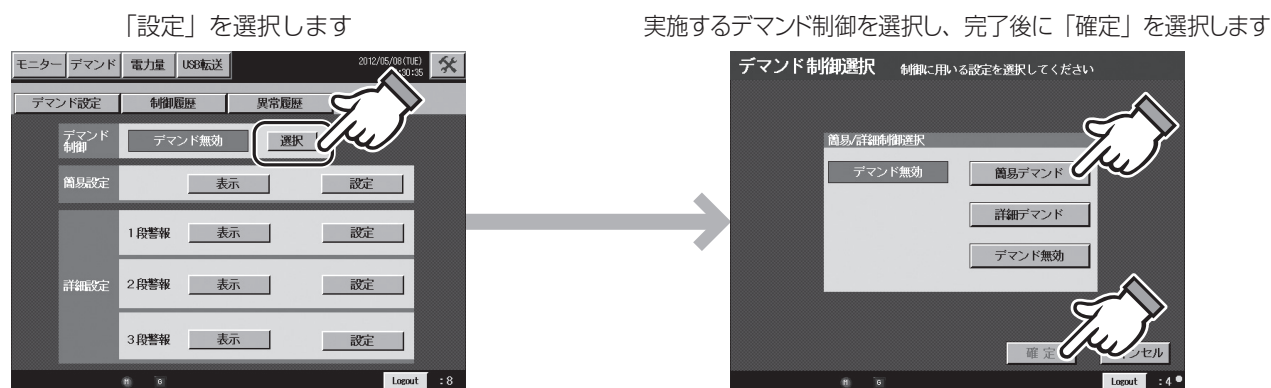 「設定」を選択します
実施するデマンド制御を選択し、完了後に「確定」を選択します
モニター デマンド 電力量 USB転送 2012/05/08(TUE)
:30:35
デマンド設定 制御履歴 異常履歴
デマンド制御 デマンド無効 選択
簡易設定 表示 設定
1段警報 表示 設定
詳細設定 2段警報 表示 設定
3段警報 表示 設定
M G Logout :8
デマンド制御選択 制御に用いる設定を選択してください
簡易/詳細制御選択
デマンド無効 簡易デマンド
詳細デマンド
デマンド無効
確定 ンセル
M G Logout :4